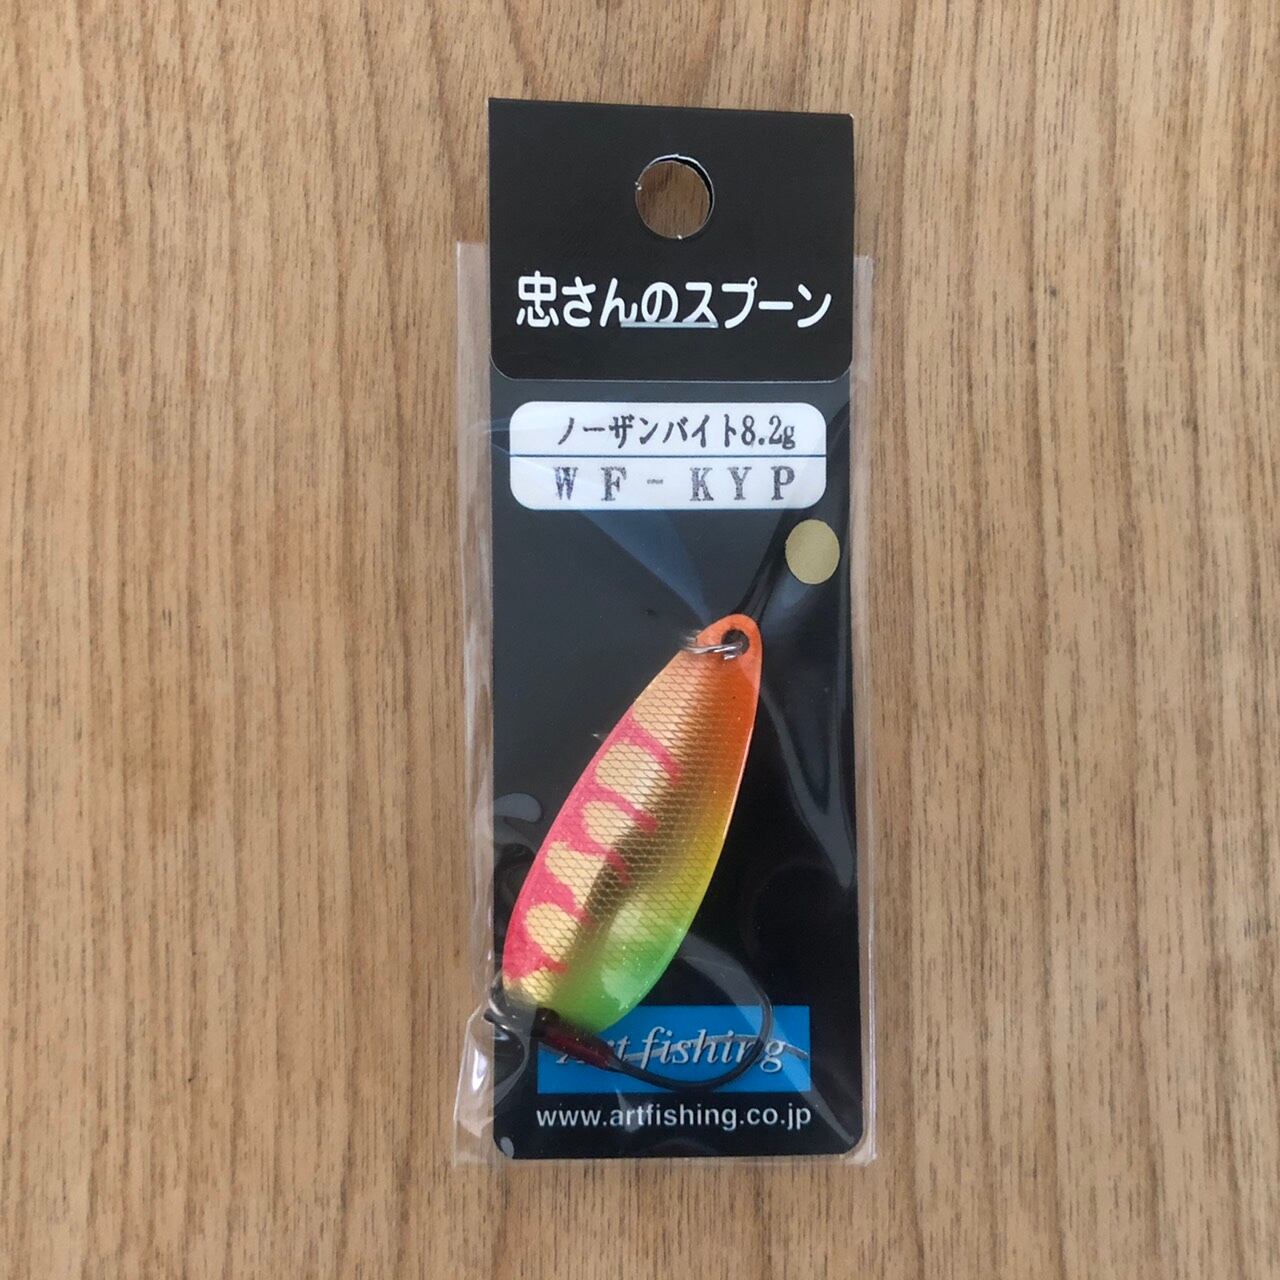 忠さんのスプーン
ノーザンバイト8.2g
WF-KYP
Art fishing
www.artfishing.co.jp